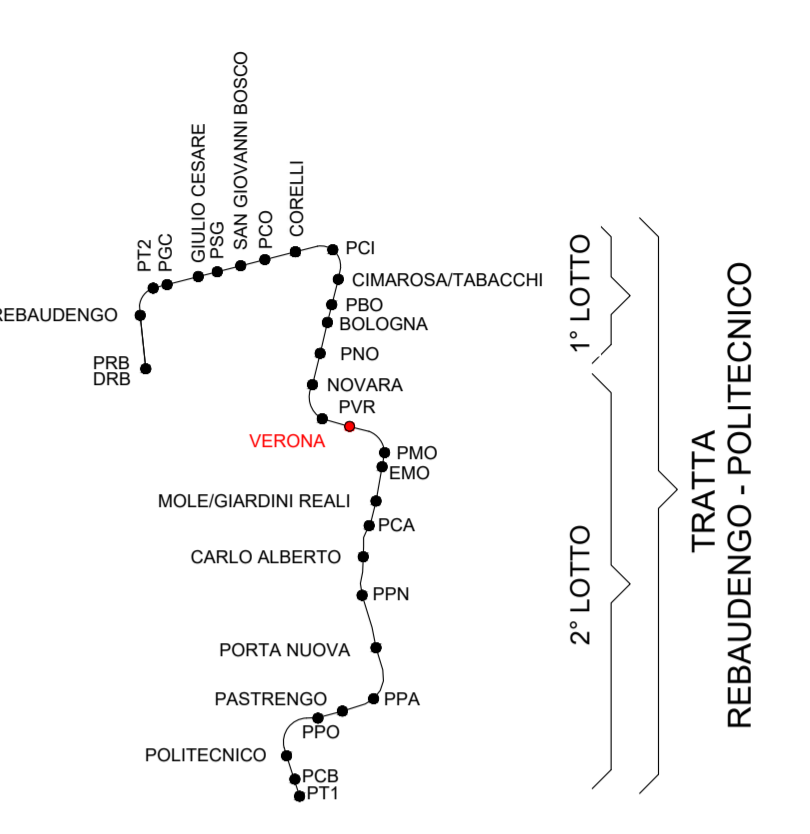 PT2
PGC
GIULIO CESARE
PSG
SAN GIOVANNI BOSCO
PCO
CORELLI
PCI
CIMAROSA/TABACCHI
PBO
BOLOGNA
PNO
NOVARA
PVR
VERONA
REBAUDENGO
PRB
DRB
PMO
EMO
MOLE/GIARDINI REALI
PCA
CARLO ALBERTO
PPN
PORTA NUOVA
PPA
PASTRENGO
PPO
POLITECNICO
PCB
PT1
1° LOTTO
2° LOTTO
TRATTA
REBAUDENGO - POLITECNICO